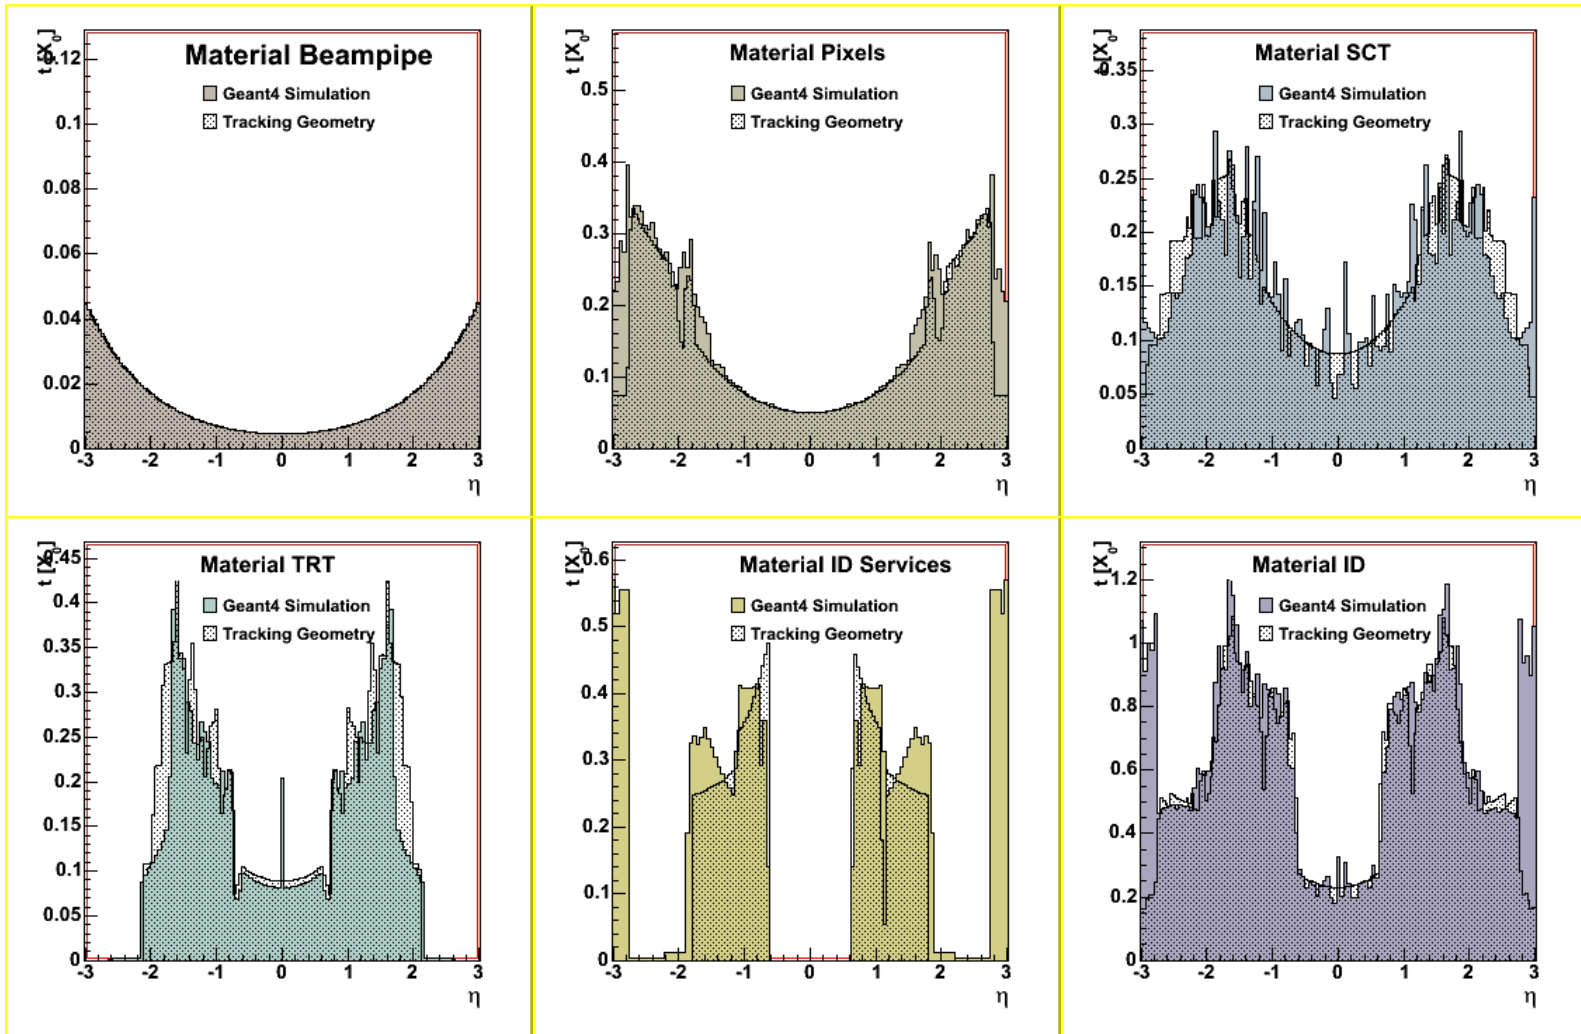 Material Beampipe
t [X0]
Geant4 Simulation
Tracking Geometry
0.12
0.1
0.08
0.06
0.04
0.02
0
-3 -2 -1 0 1 2 3
η
Material Pixels
t [X0]
Geant4 Simulation
Tracking Geometry
0.5
0.4
0.3
0.2
0.1
0
-3 -2 -1 0 1 2 3
η
Material SCT
t [X0]
Geant4 Simulation
Tracking Geometry
0.35
0.3
0.25
0.2
0.15
0.1
0.05
0
-3 -2 -1 0 1 2 3
η
Material TRT
t [X0]
Geant4 Simulation
Tracking Geometry
0.45
0.4
0.35
0.3
0.25
0.2
0.15
0.1
0.05
0
-3 -2 -1 0 1 2 3
η
Material ID Services
t [X0]
Geant4 Simulation
Tracking Geometry
0.6
0.5
0.4
0.3
0.2
0.1
0
-3 -2 -1 0 1 2 3
η
Material ID
t [X0]
Geant4 Simulation
Tracking Geometry
1.2
1
0.8
0.6
0.4
0.2
0
-3 -2 -1 0 1 2 3
η